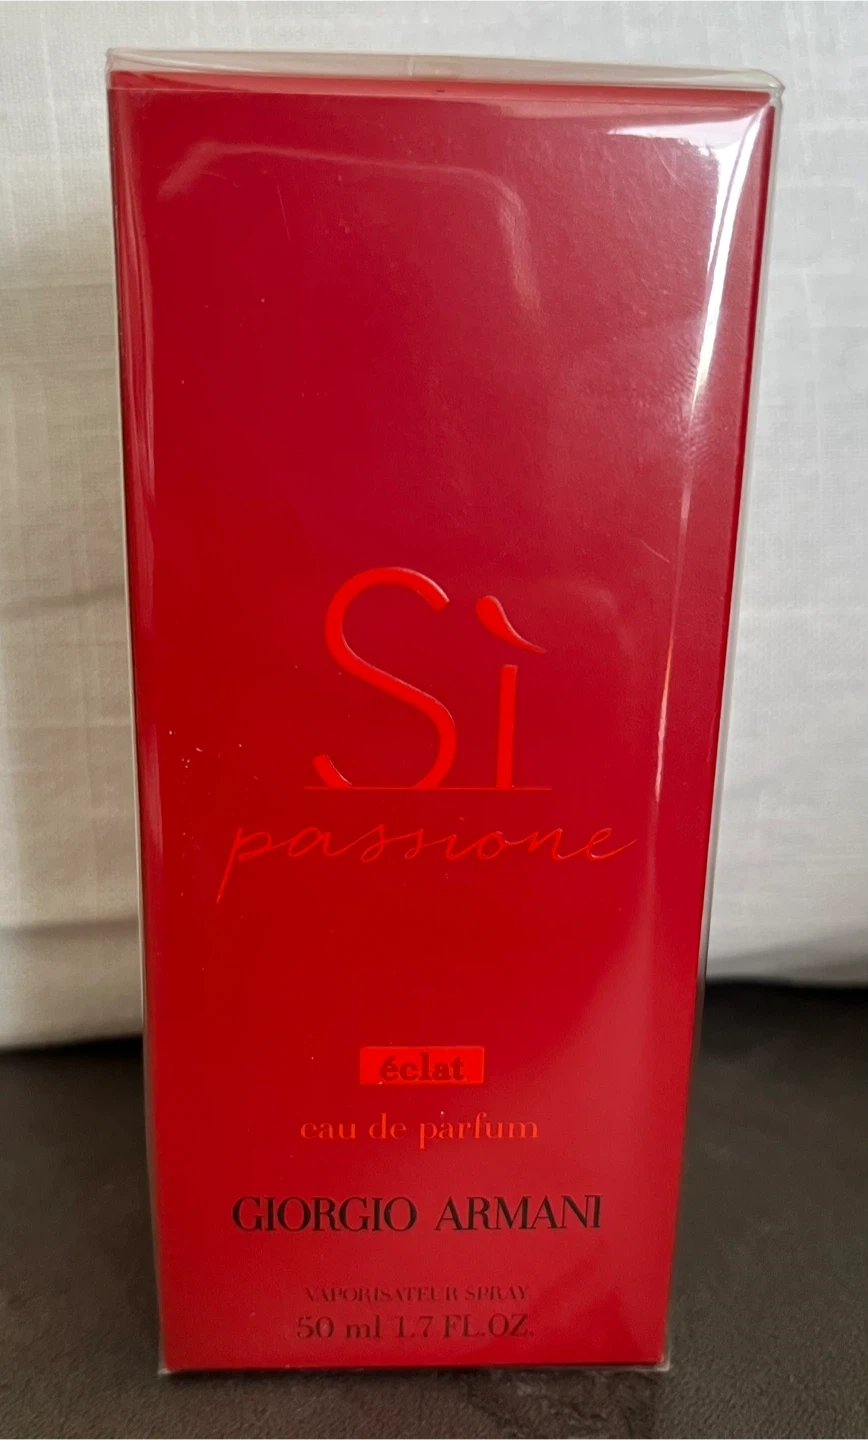 Sì
passione
éclat
eau de parfum
GIORGIO ARMANI
VAPORISATEUR SPRAY
50 ml 1.7 FL.OZ.